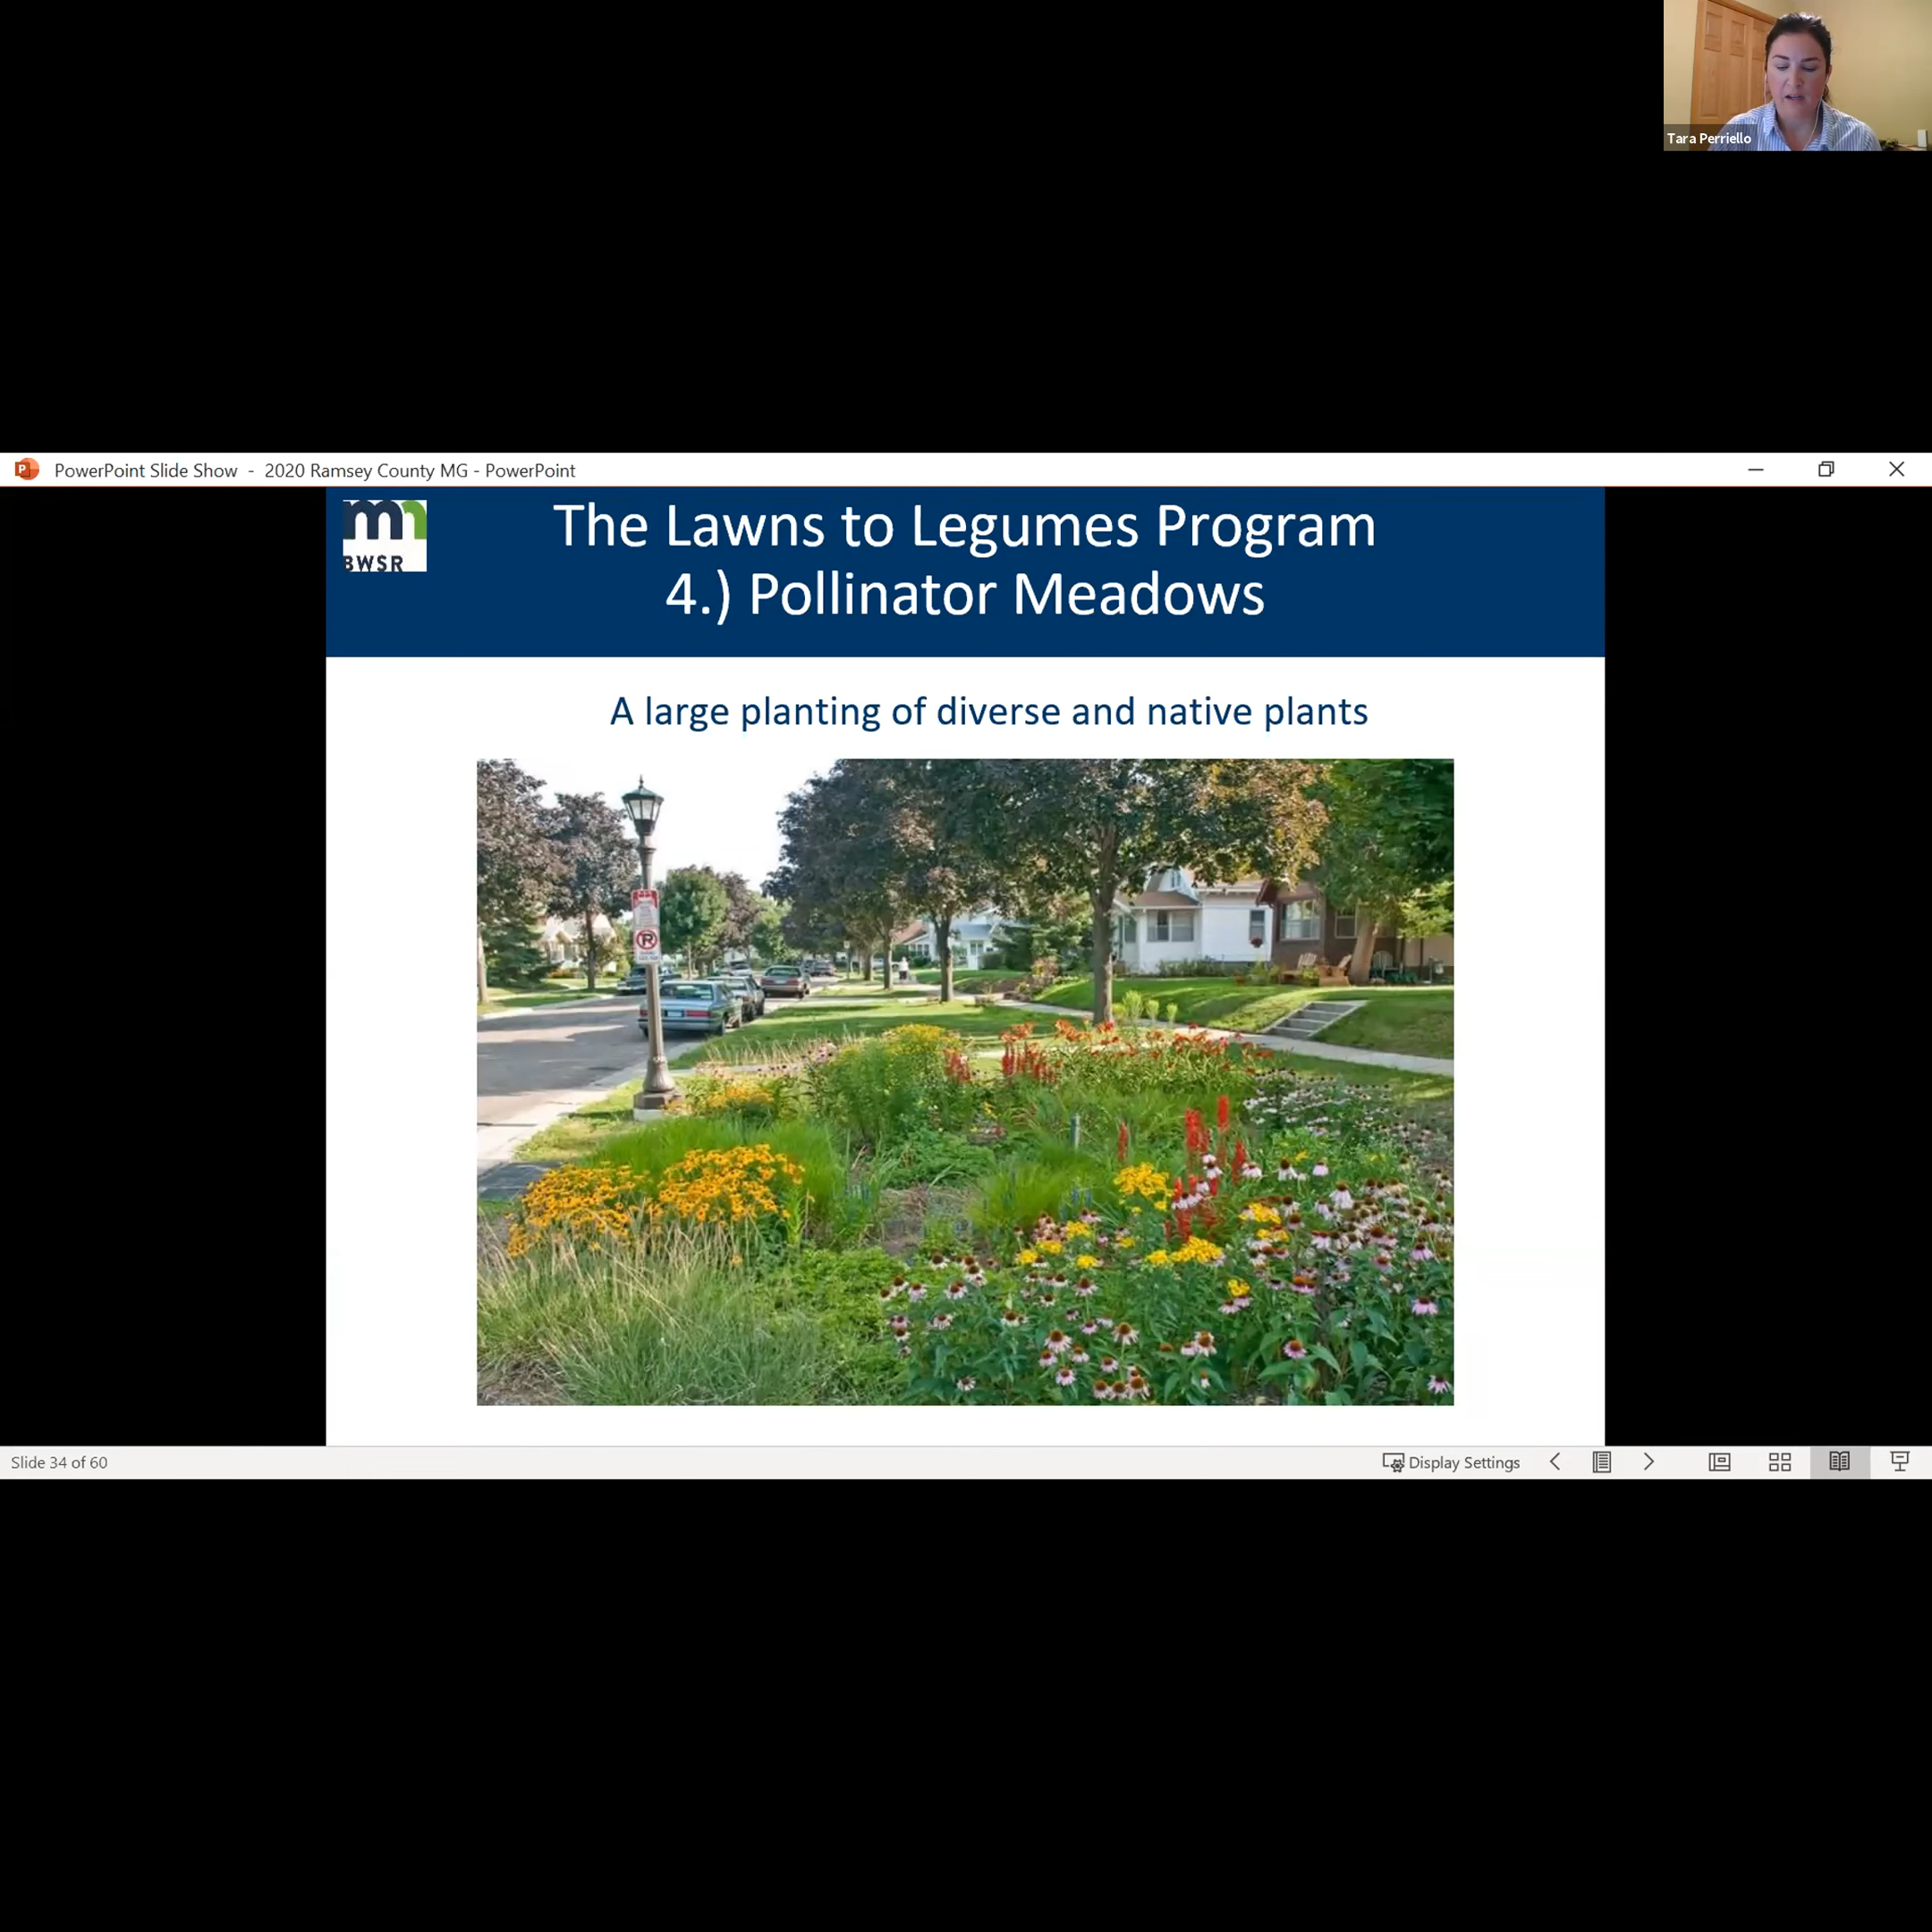 Tara Perriello
PowerPoint Slide Show - 2020 Ramsey County MG - PowerPoint
mn
BWSR
The Lawns to Legumes Program
4.) Pollinator Meadows
A large planting of diverse and native plants
Slide 34 of 60
Display Settings